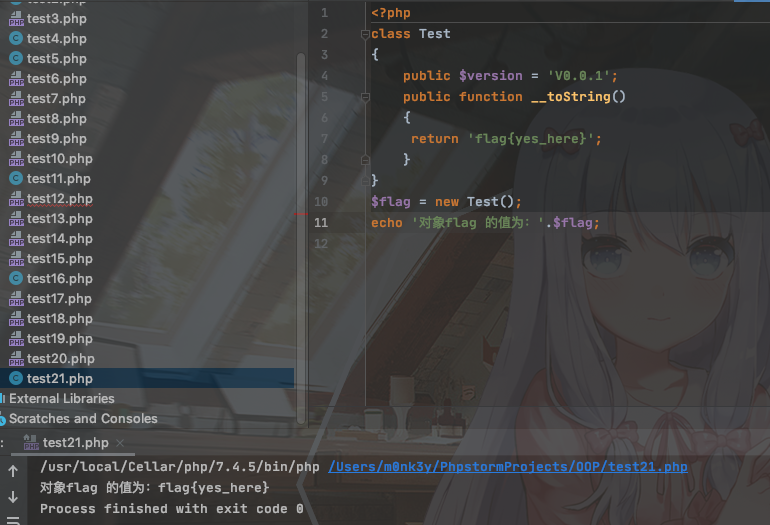 test3.php
test4.php
test5.php
test6.php
test7.php
test8.php
test9.php
test10.php
test11.php
test12.php
test13.php
test14.php
test15.php
test16.php
test17.php
test18.php
test19.php
test20.php
test21.php
External Libraries
Scratches and Consoles
1 <?php
2 class Test
3 {
4 public $version = 'V0.0.1';
5 public function __toString()
6 {
7 return 'flag{yes_here}';
8 }
9 }
10 $flag = new Test();
11 echo '对象flag 的值为：'.$flag;
12
: test21.php ×
/usr/local/Cellar/php/7.4.5/bin/php /Users/m0nk3y/PhpstormProjects/OOP/test21.php
对象flag 的值为：flag{yes_here}
Process finished with exit code 0